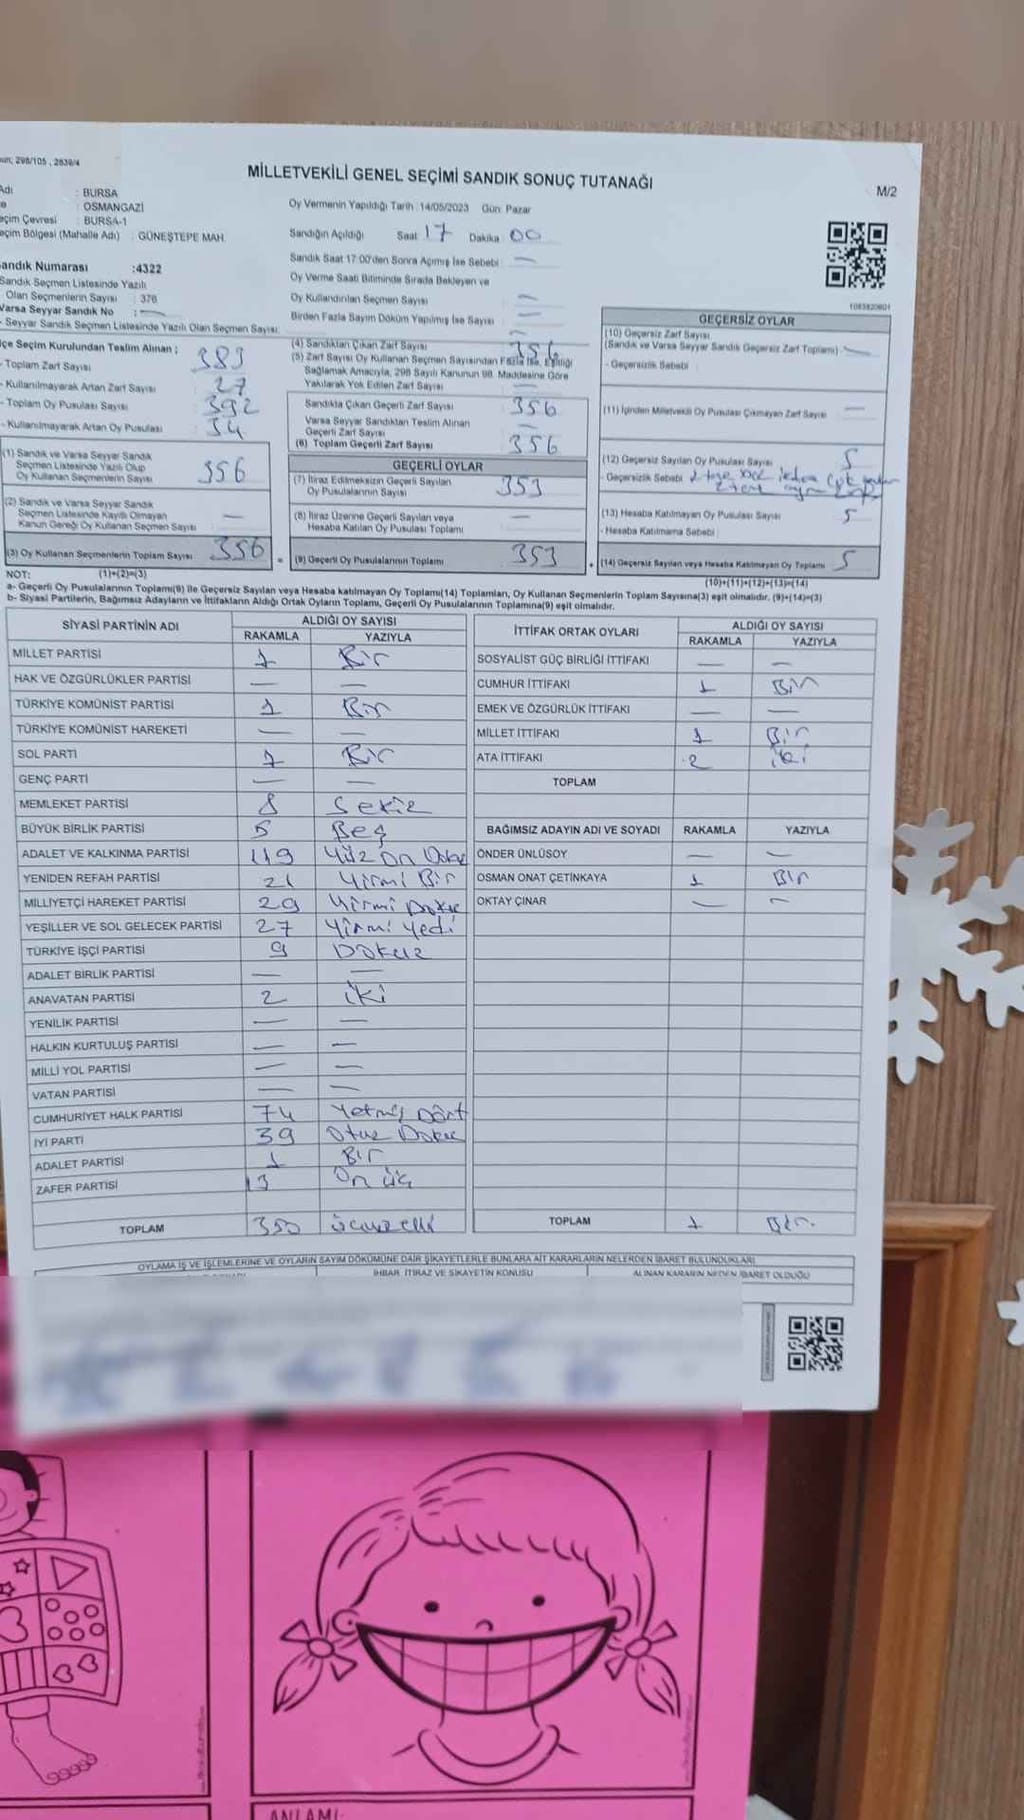 298/105 , 2839/4
MİLLETVEKİLİ GENEL SEÇİMİ SANDIK SONUÇ TUTANAĞI
M/2
: BURSA
: OSMANGAZİ
: BURSA-1
Bölgesi (Mahalle Adı) : GÜNEŞTEPE MAH.
Oy Vermenin Yapıldığı Tarih :14/05/2023 Gün: Pazar
Sandığın Açıldığı Saat 17 Dakika 00
Sandık Saat 17:00'den Sonra Açılmış İse Sebebi —
Oy Verme Saati Bitiminde Sırada Bekleyen ve
Oy Kullandırılan Seçmen Sayısı —
Birden Fazla Sayım Döküm Yapılmış İse Sayısı —
Sandık Numarası :4322
Sandık Seçmen Listesinde Yazılı
Olan Seçmenlerin Sayısı : 376
Varsa Seyyar Sandık No : —
- Seyyar Sandık Seçmen Listesinde Yazılı Olan Seçmen Sayısı: —
Seçim Kurulundan Teslim Alınan ;
- Toplam Zarf Sayısı 383
- Kullanılmayarak Artan Zarf Sayısı 27
- Toplam Oy Pusulası Sayısı 392
- Kullanılmayarak Artan Oy Pusulası 34
(1) Sandık ve Varsa Seyyar Sandık
Seçmen Listesinde Yazılı Olup
Oy Kullanan Seçmenlerin Sayısı 356
(2) Sandık ve Varsa Seyyar Sandık
Seçmen Listesinde Kayıtlı Olmayan
Kanun Gereği Oy Kullanan Seçmen Sayısı —
(3) Oy Kullanan Seçmenlerin Toplam Sayısı 356
(4) Sandıktan Çıkan Zarf Sayısı 356
(5) Zarf Sayısı Oy Kullanan Seçmen Sayısından Fazla İse, Eşitliği
Sağlamak Amacıyla, 298 Sayılı Kanunun 98. Maddesine Göre
Yakılarak Yok Edilen Zarf Sayısı —
Sandıkta Çıkan Geçerli Zarf Sayısı 356
Varsa Seyyar Sandıktan Teslim Alınan
Geçerli Zarf Sayısı —
(6) Toplam Geçerli Zarf Sayısı 356
GEÇERLİ OYLAR
(7) İtiraz Edilmeksizin Geçerli Sayılan
Oy Pusulalarının Sayısı 353
(8) İtiraz Üzerine Geçerli Sayılan veya
Hesaba Katılan Oy Pusulası Toplamı —
= (9) Geçerli Oy Pusulalarının Toplamı 353
1083820601
GEÇERSİZ OYLAR
(10) Geçersiz Zarf Sayısı
(Sandık ve Varsa Seyyar Sandık Geçersiz Zarf Toplamı) —
- Geçersizlik Sebebi :
(11) İçinden Milletvekili Oy Pusulası Çıkmayan Zarf Sayısı —
(12) Geçersiz Sayılan Oy Pusulası Sayısı 5
- Geçersizlik Sebebi
(13) Hesaba Katılmayan Oy Pusulası Sayısı 5
- Hesaba Katılmama Sebebi :
+ (14) Geçersiz Sayılan veya Hesaba Katılmayan Oy Toplamı 5
NOT: (1)+(2)=(3)
(10)+(11)+(12)+(13)=(14)
a- Geçerli Oy Pusulalarının Toplamı(9) ile Geçersiz Sayılan veya Hesaba katılmayan Oy Toplamı(14) Toplamları, Oy Kullanan Seçmenlerin Toplam Sayısına(3) eşit olmalıdır. (9)+(14)=(3)
b- Siyasi Partilerin, Bağımsız Adayların ve İttifakların Aldığı Ortak Oyların Toplamı, Geçerli Oy Pusulalarının Toplamına(9) eşit olmalıdır.
SİYASİ PARTİNİN ADI ALDIĞI OY SAYISI
RAKAMLA YAZIYLA
MİLLET PARTİSİ 1 Bir
HAK VE ÖZGÜRLÜKLER PARTİSİ — —
TÜRKİYE KOMÜNİST PARTİSİ 1 Bir
TÜRKİYE KOMÜNİST HAREKETİ — —
SOL PARTİ 1 Bir
GENÇ PARTİ — —
MEMLEKET PARTİSİ 8 Sekiz
BÜYÜK BİRLİK PARTİSİ 5 Beş
ADALET VE KALKINMA PARTİSİ 119 Yüz On Dokuz
YENİDEN REFAH PARTİSİ 21 Yirmi Bir
MİLLİYETÇİ HAREKET PARTİSİ 29 Yirmi Dokuz
YEŞİLLER VE SOL GELECEK PARTİSİ 27 Yirmi Yedi
TÜRKİYE İŞÇİ PARTİSİ 9 Dokuz
ADALET BİRLİK PARTİSİ — —
ANAVATAN PARTİSİ 2 iki
YENİLİK PARTİSİ — —
HALKIN KURTULUŞ PARTİSİ — —
MİLLİ YOL PARTİSİ — —
VATAN PARTİSİ — —
CUMHURİYET HALK PARTİSİ 74 Yetmiş Dört
İYİ PARTİ 39 Otuz Dokuz
ADALET PARTİSİ 1 Bir
ZAFER PARTİSİ 13 On üç
TOPLAM 350 üçyüzelli
İTTİFAK ORTAK OYLARI ALDIĞI OY SAYISI
RAKAMLA YAZIYLA
SOSYALİST GÜÇ BİRLİĞİ İTTİFAKI — —
CUMHUR İTTİFAKI 1 Bir
EMEK VE ÖZGÜRLÜK İTTİFAKI — —
MİLLET İTTİFAKI 1 Bir
ATA İTTİFAKI 2 iki
TOPLAM
BAĞIMSIZ ADAYIN ADI VE SOYADI RAKAMLA YAZIYLA
ÖNDER ÜNLÜSOY — —
OSMAN ONAT ÇETİNKAYA 1 Bir
OKTAY ÇINAR — —
TOPLAM 1 Bir.
OYLAMA İŞ VE İŞLEMLERİNE VE OYLARIN SAYIM DÖKÜMÜNE DAİR ŞİKAYETLERLE BUNLARA AİT KARARLARIN NELERDEN İBARET BULUNDUKLARI
İHBAR, İTİRAZ VE ŞİKAYETİN KONUSU ALINAN KARARIN NEDEN İBARET OLDUĞU
ANLAMI: